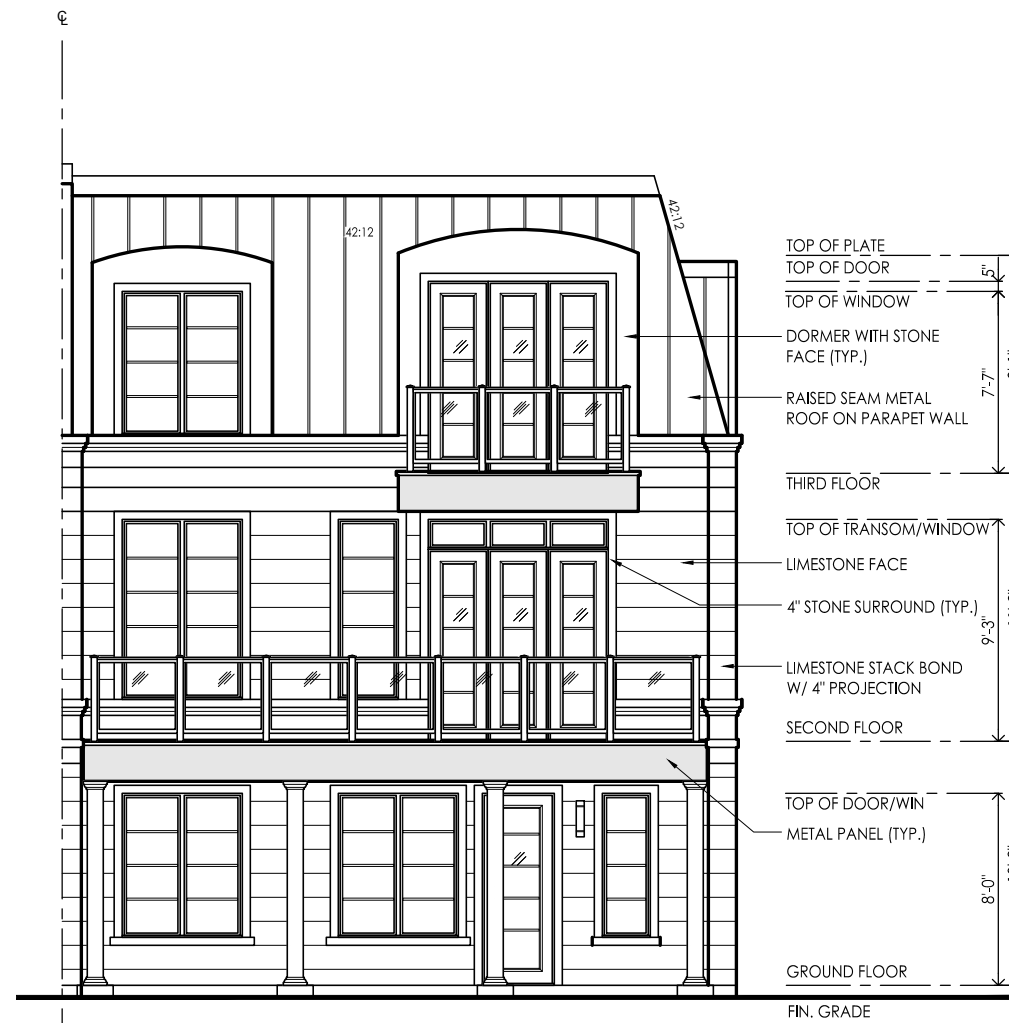 ℄
42:12
42:12
TOP OF PLATE
TOP OF DOOR
5"
TOP OF WINDOW
DORMER WITH STONE
FACE (TYP.)
7'-7"
RAISED SEAM METAL
ROOF ON PARAPET WALL
THIRD FLOOR
TOP OF TRANSOM/WINDOW
LIMESTONE FACE
4" STONE SURROUND (TYP.)
9'-3"
LIMESTONE STACK BOND
W/ 4" PROJECTION
SECOND FLOOR
TOP OF DOOR/WIN
METAL PANEL (TYP.)
8'-0"
GROUND FLOOR
FIN. GRADE